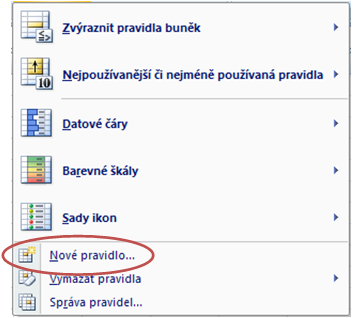 Zvýraznit pravidla buněk
Nejpoužívanější či nejméně používaná pravidla
10
Datové čáry
Barevné škály
Sady ikon
Nové pravidlo...
Vymazat pravidla
Správa pravidel...